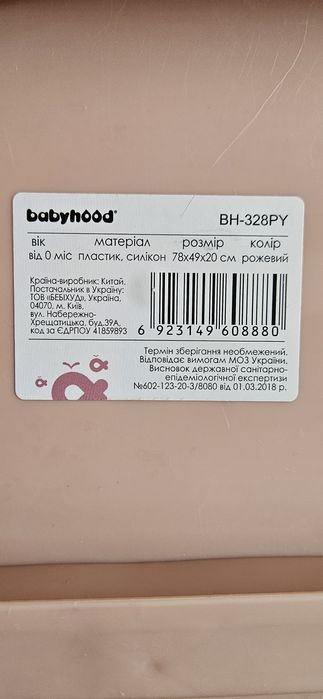 babyhood® BH-328PY
вік матеріал розмір колір
від 0 міс пластик, силікон 78x49x20 см рожевий
Країна-виробник: Китай.
Постачальник в Україну:
ТОВ «БЕБІХУД», Україна,
04070, м. Київ,
вул. Набережно-
Хрещатицька, буд.39А,
код за ЄДРПОУ 41859893
6 923149 608880
Термін зберігання необмежений.
Відповідає вимогам МОЗ України.
Висновок державної санітарно-
епідеміологічної експертизи
№602-123-20-3/8080 від 01.03.2018 р.